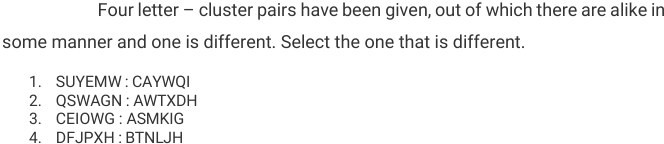 Four letter – cluster pairs have been given, out of which there are alike in
some manner and one is different. Select the one that is different.
1. SUYEMW : CAYWQI
2. QSWAGN : AWTXDH
3. CEIOWG : ASMKIG
4. DFJPXH : BTNLJH